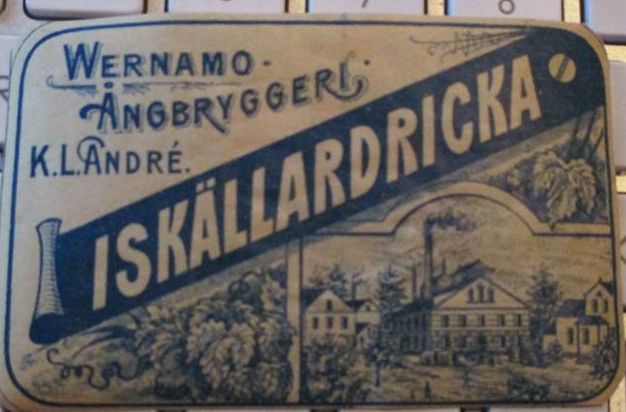 WERNAMO·
ÅNGBRYGGERI·
K.L.ANDRÉ.
ISKÄLLARDRICKA